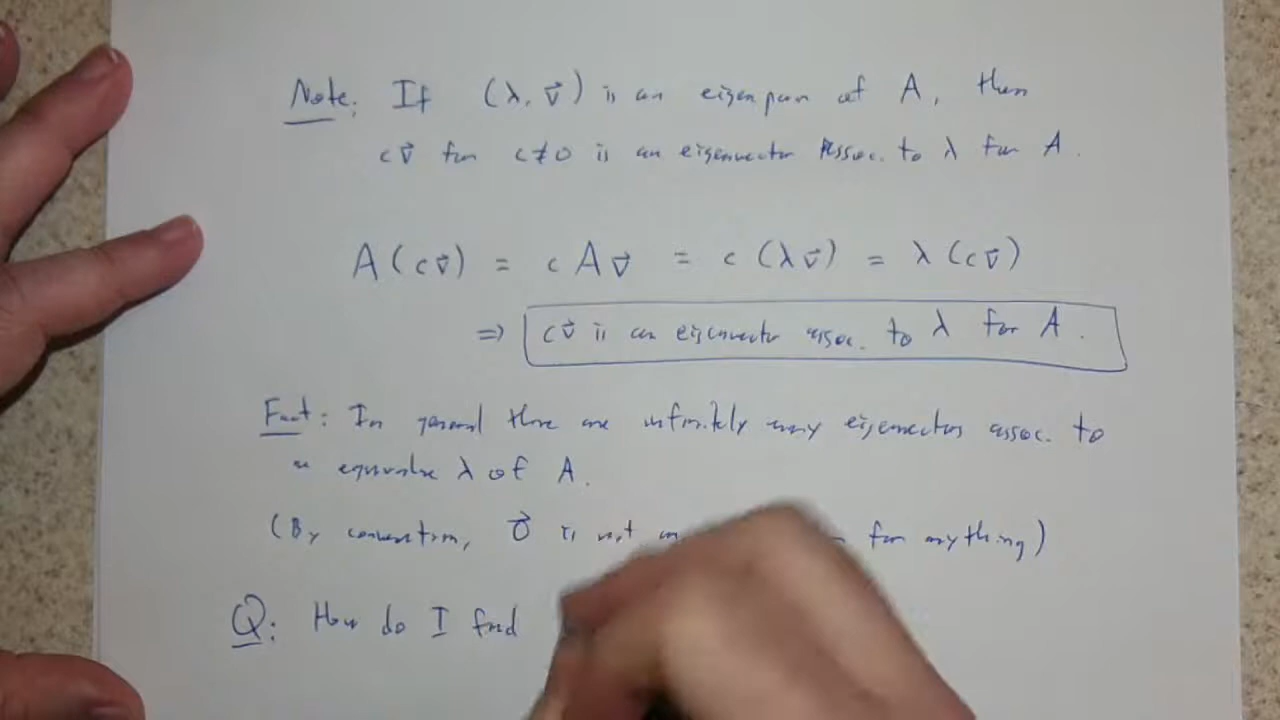 Note: If (λ, v⃗) is an eigenpair of A, then
cv⃗ for c≠0 is an eigenvector assoc. to λ for A.
A(cv⃗) = cAv⃗ = c(λv⃗) = λ(cv⃗)
⇒ cv⃗ is an eigenvector assoc. to λ for A.
Fact: In general there are infinitely many eigenvectors assoc. to
an eigenvalue λ of A.
(By convention, 0⃗ is not an for anything)
Q: How do I find